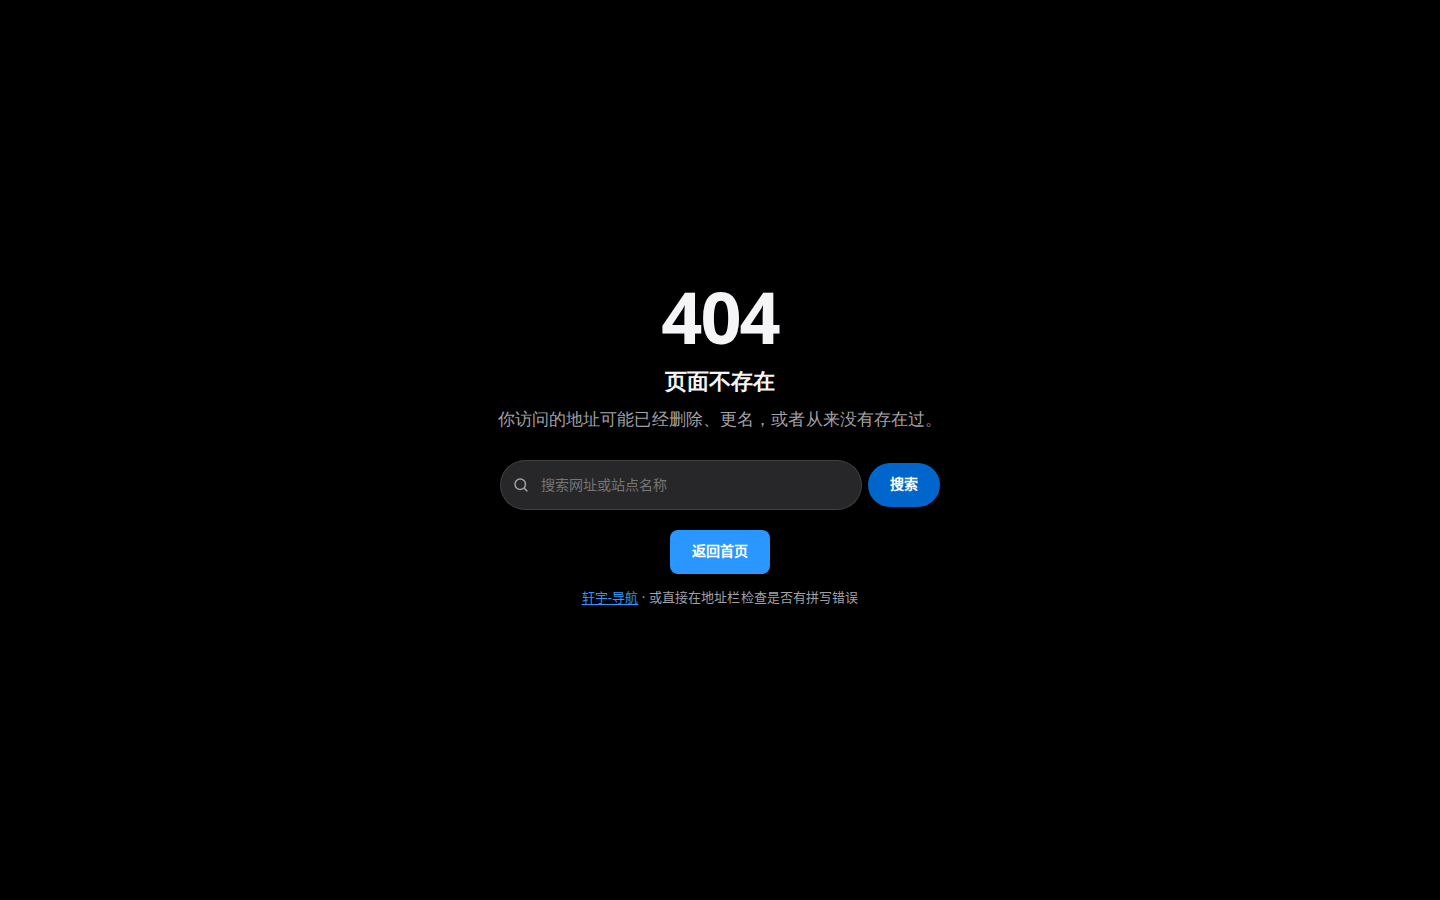 404
页面不存在
你访问的地址可能已经删除、更名，或者从来没有存在过。
搜索网址或站点名称
搜索
返回首页
轩宇-导航 · 或直接在地址栏检查是否有拼写错误